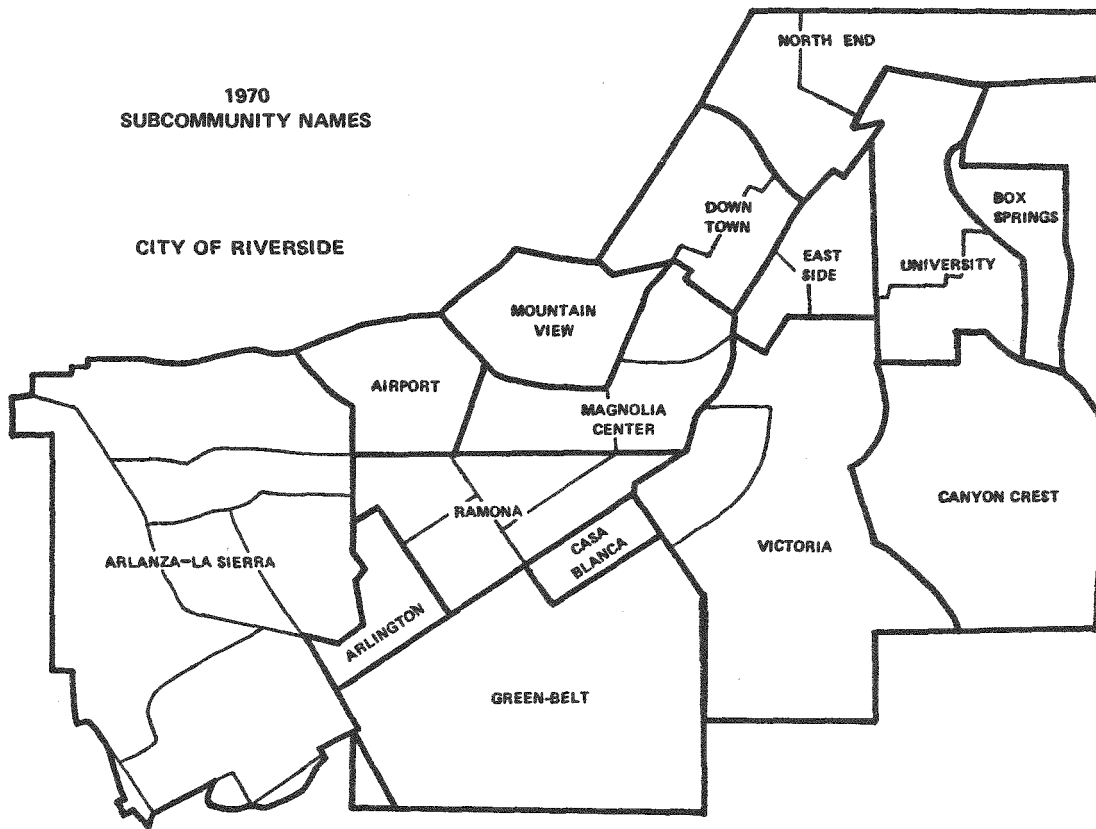 1970
SUBCOMMUNITY NAMES
CITY OF RIVERSIDE
NORTH END
DOWN
TOWN
BOX
SPRINGS
EAST
SIDE
UNIVERSITY
MOUNTAIN
VIEW
AIRPORT
MAGNOLIA
CENTER
CANYON CREST
RAMONA
CASA
BLANCA
VICTORIA
ARLANZA-LA SIERRA
ARLINGTON
GREEN-BELT